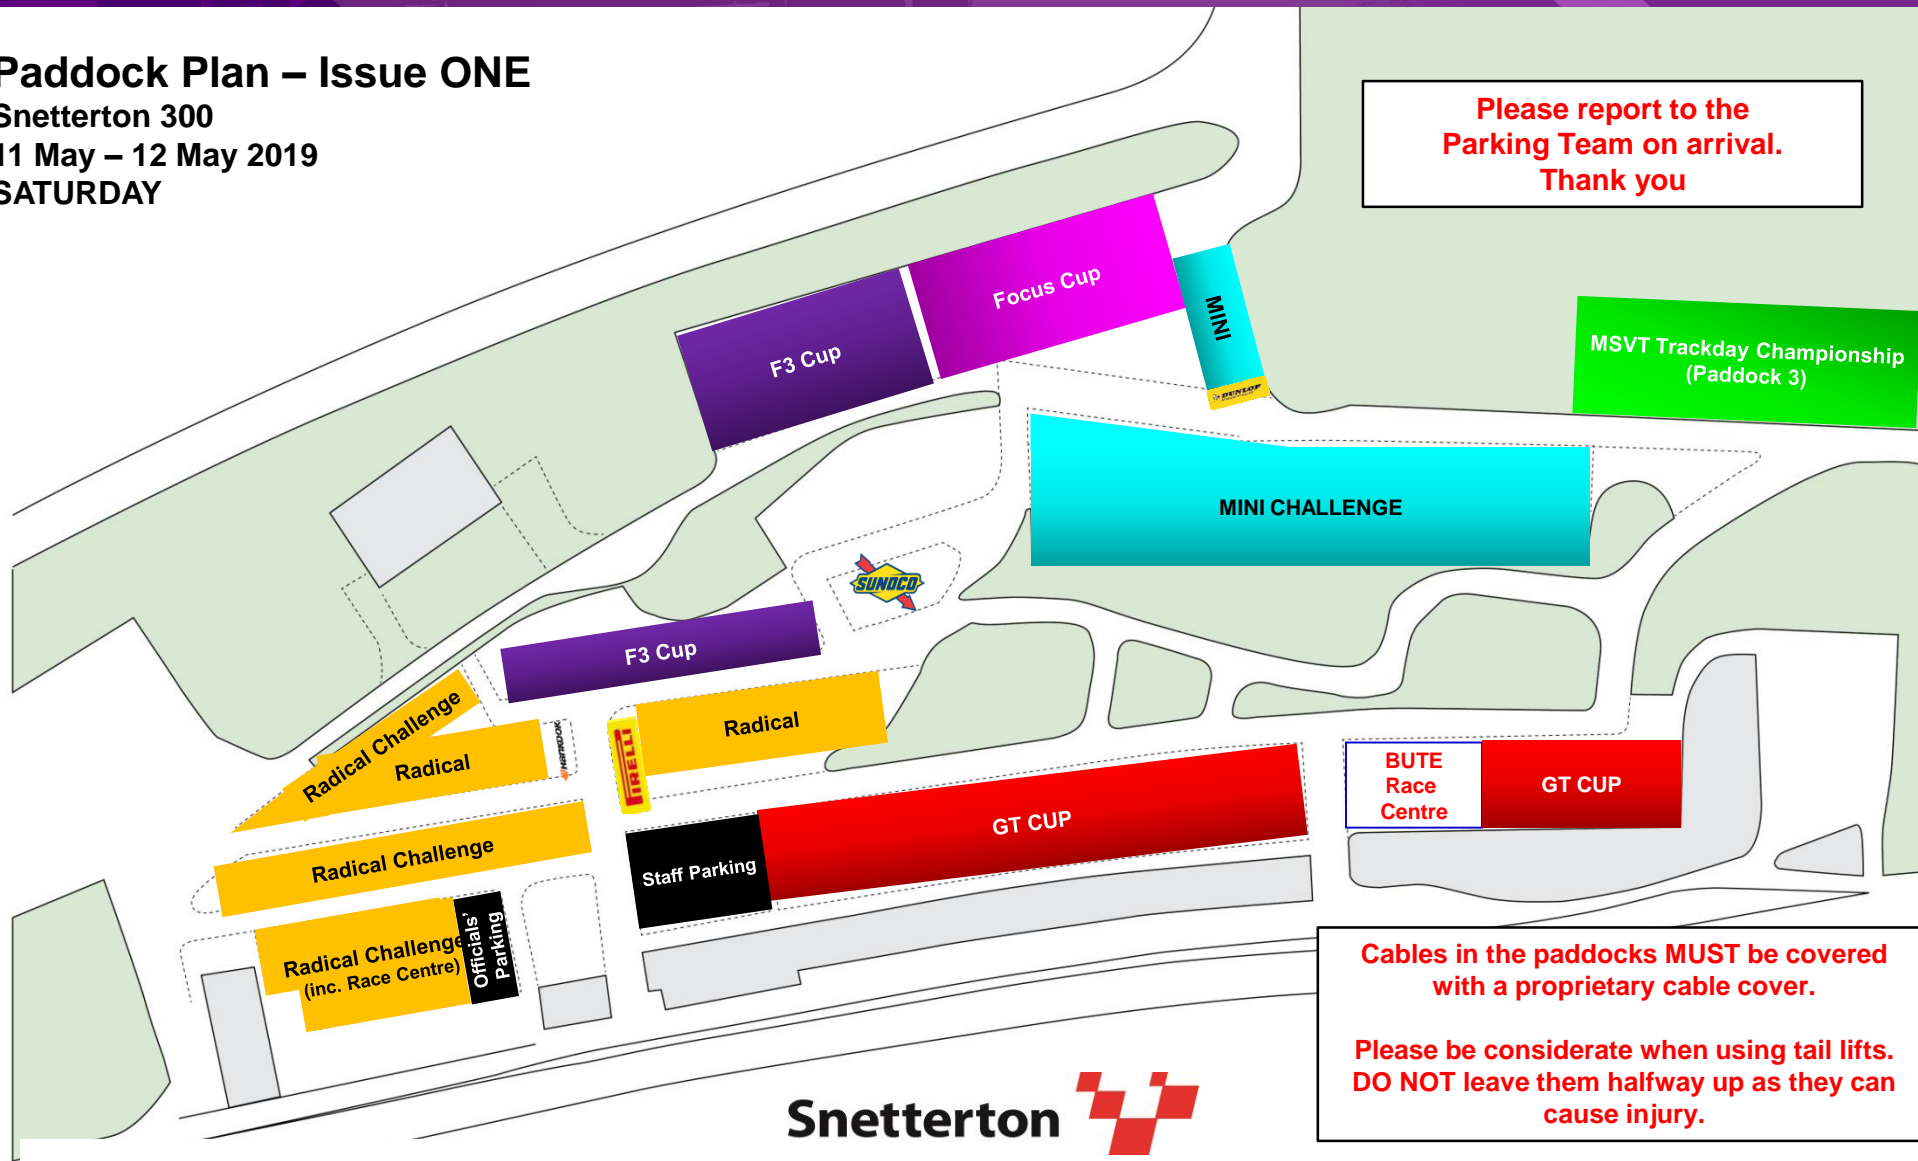 Paddock Plan – Issue ONE
Snetterton 300
11 May – 12 May 2019
SATURDAY
Please report to the
Parking Team on arrival.
Thank you
Focus Cup
F3 Cup
MINI
DUNLOP
MSVT Trackday Championship
(Paddock 3)
MINI CHALLENGE
SUNOCO
F3 Cup
Radical Challenge
Radical
HANKOOK
PIRELLI
Radical
BUTE
Race
Centre
GT CUP
GT CUP
Staff Parking
Radical Challenge
Radical Challenge
(inc. Race Centre)
Officials'
Parking
Cables in the paddocks MUST be covered
with a proprietary cable cover.
Please be considerate when using tail lifts.
DO NOT leave them halfway up as they can
cause injury.
Snetterton